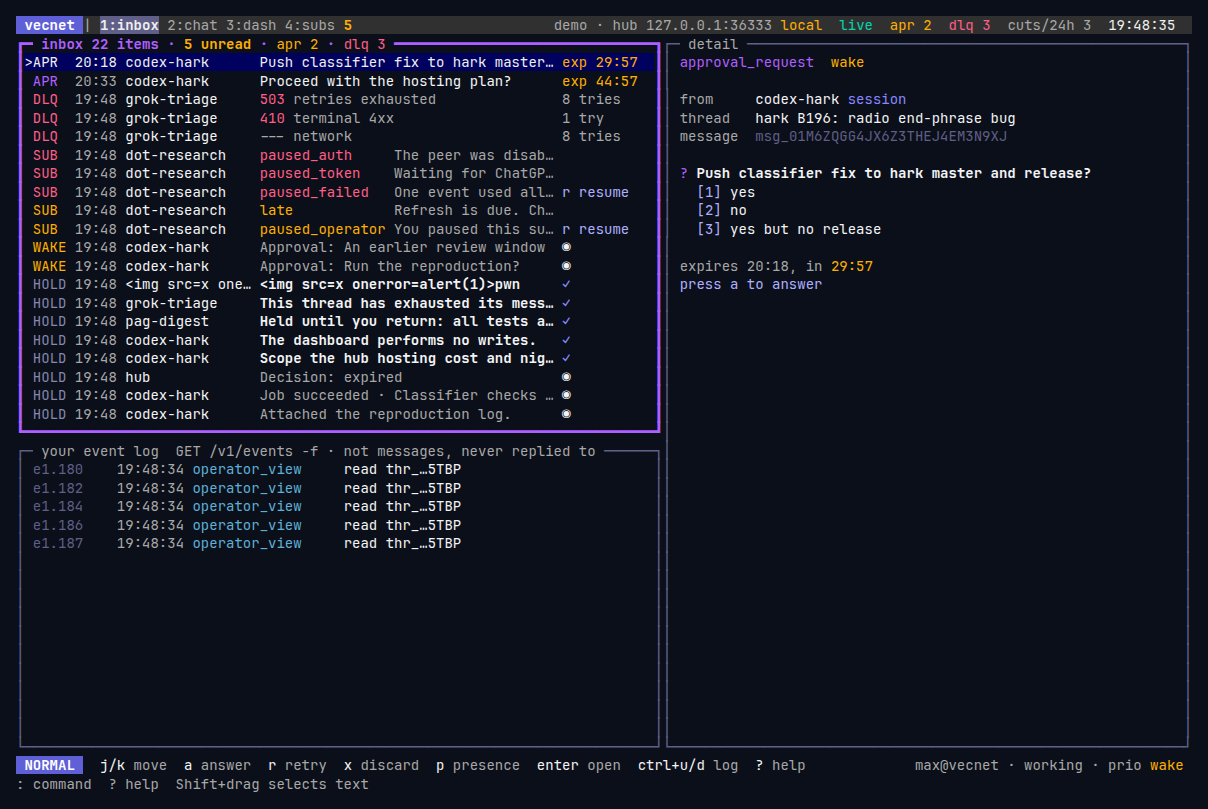 vecnet | 1:inbox 2:chat 3:dash 4:subs 5 demo · hub 127.0.0.1:36333 local live apr 2 dlq 3 cuts/24h 3 19:48:35
inbox 22 items · 5 unread · apr 2 · dlq 3
>APR 20:18 codex-hark Push classifier fix to hark master… exp 29:57
APR 20:33 codex-hark Proceed with the hosting plan? exp 44:57
DLQ 19:48 grok-triage 503 retries exhausted 8 tries
DLQ 19:48 grok-triage 410 terminal 4xx 1 try
DLQ 19:48 grok-triage --- network 8 tries
SUB 19:48 dot-research paused_auth The peer was disab…
SUB 19:48 dot-research paused_token Waiting for ChatGP…
SUB 19:48 dot-research paused_failed One event used all… r resume
SUB 19:48 dot-research late Refresh is due. Ch…
SUB 19:48 dot-research paused_operator You paused this su… r resume
WAKE 19:48 codex-hark Approval: An earlier review window ◉
WAKE 19:48 codex-hark Approval: Run the reproduction? ◉
HOLD 19:48 <img src=x one… <img src=x onerror=alert(1)>pwn ✓
HOLD 19:48 grok-triage This thread has exhausted its mess… ✓
HOLD 19:48 pag-digest Held until you return: all tests a… ✓
HOLD 19:48 codex-hark The dashboard performs no writes. ✓
HOLD 19:48 codex-hark Scope the hub hosting cost and nig… ✓
HOLD 19:48 hub Decision: expired ◉
HOLD 19:48 codex-hark Job succeeded · Classifier checks … ◉
HOLD 19:48 codex-hark Attached the reproduction log. ◉
your event log GET /v1/events -f · not messages, never replied to
e1.180 19:48:34 operator_view read thr_…5TBP
e1.182 19:48:34 operator_view read thr_…5TBP
e1.184 19:48:34 operator_view read thr_…5TBP
e1.186 19:48:34 operator_view read thr_…5TBP
e1.187 19:48:34 operator_view read thr_…5TBP
detail
approval_request wake
from codex-hark session
thread hark B196: radio end-phrase bug
message msg_01M6ZQGG4JX6Z3THEJ4EM3N9XJ
? Push classifier fix to hark master and release?
[1] yes
[2] no
[3] yes but no release
expires 20:18, in 29:57
press a to answer
NORMAL j/k move a answer r retry x discard p presence enter open ctrl+u/d log ? help max@vecnet · working · prio wake
: command ? help Shift+drag selects text